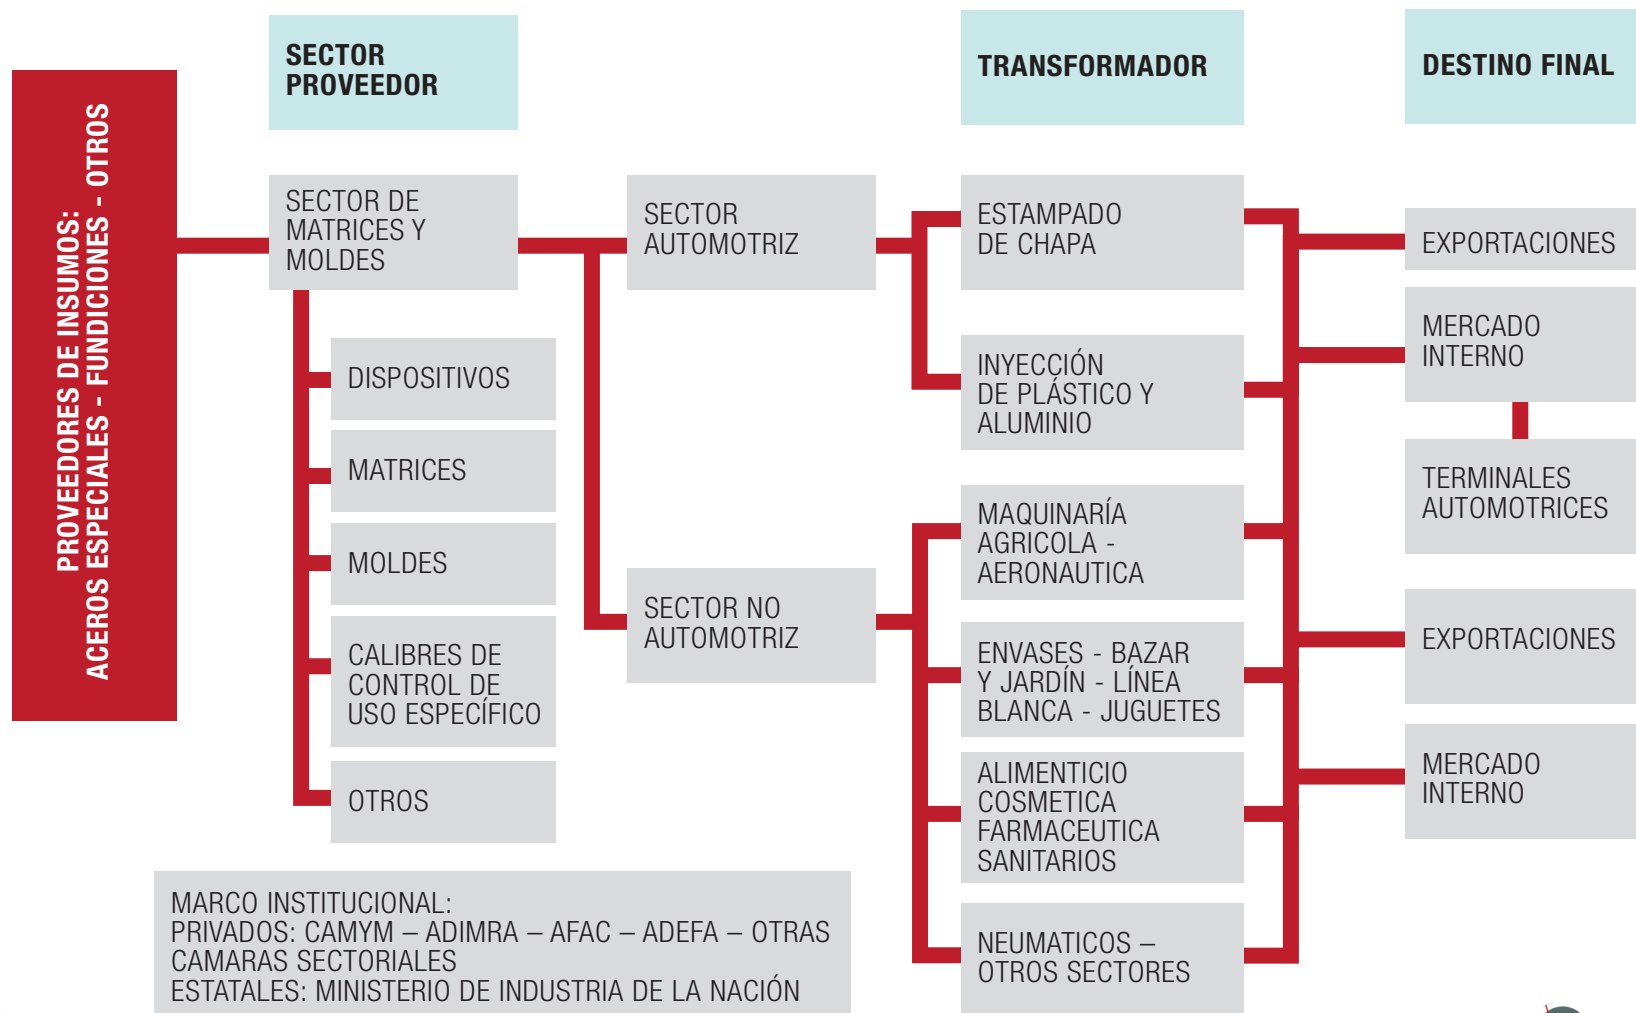 PROVEEDORES DE INSUMOS:
ACEROS ESPECIALES - FUNDICIONES - OTROS
SECTOR
PROVEEDOR
TRANSFORMADOR
DESTINO FINAL
SECTOR DE
MATRICES Y
MOLDES
DISPOSITIVOS
MATRICES
MOLDES
CALIBRES DE
CONTROL DE
USO ESPECÍFICO
OTROS
SECTOR
AUTOMOTRIZ
SECTOR NO
AUTOMOTRIZ
ESTAMPADO
DE CHAPA
INYECCIÓN
DE PLÁSTICO Y
ALUMINIO
MAQUINARÍA
AGRICOLA -
AERONAUTICA
ENVASES - BAZAR
Y JARDÍN - LÍNEA
BLANCA - JUGUETES
ALIMENTICIO
COSMETICA
FARMACEUTICA
SANITARIOS
NEUMATICOS –
OTROS SECTORES
EXPORTACIONES
MERCADO
INTERNO
TERMINALES
AUTOMOTRICES
EXPORTACIONES
MERCADO
INTERNO
MARCO INSTITUCIONAL:
PRIVADOS: CAMYM – ADIMRA – AFAC – ADEFA – OTRAS
CAMARAS SECTORIALES
ESTATALES: MINISTERIO DE INDUSTRIA DE LA NACIÓN